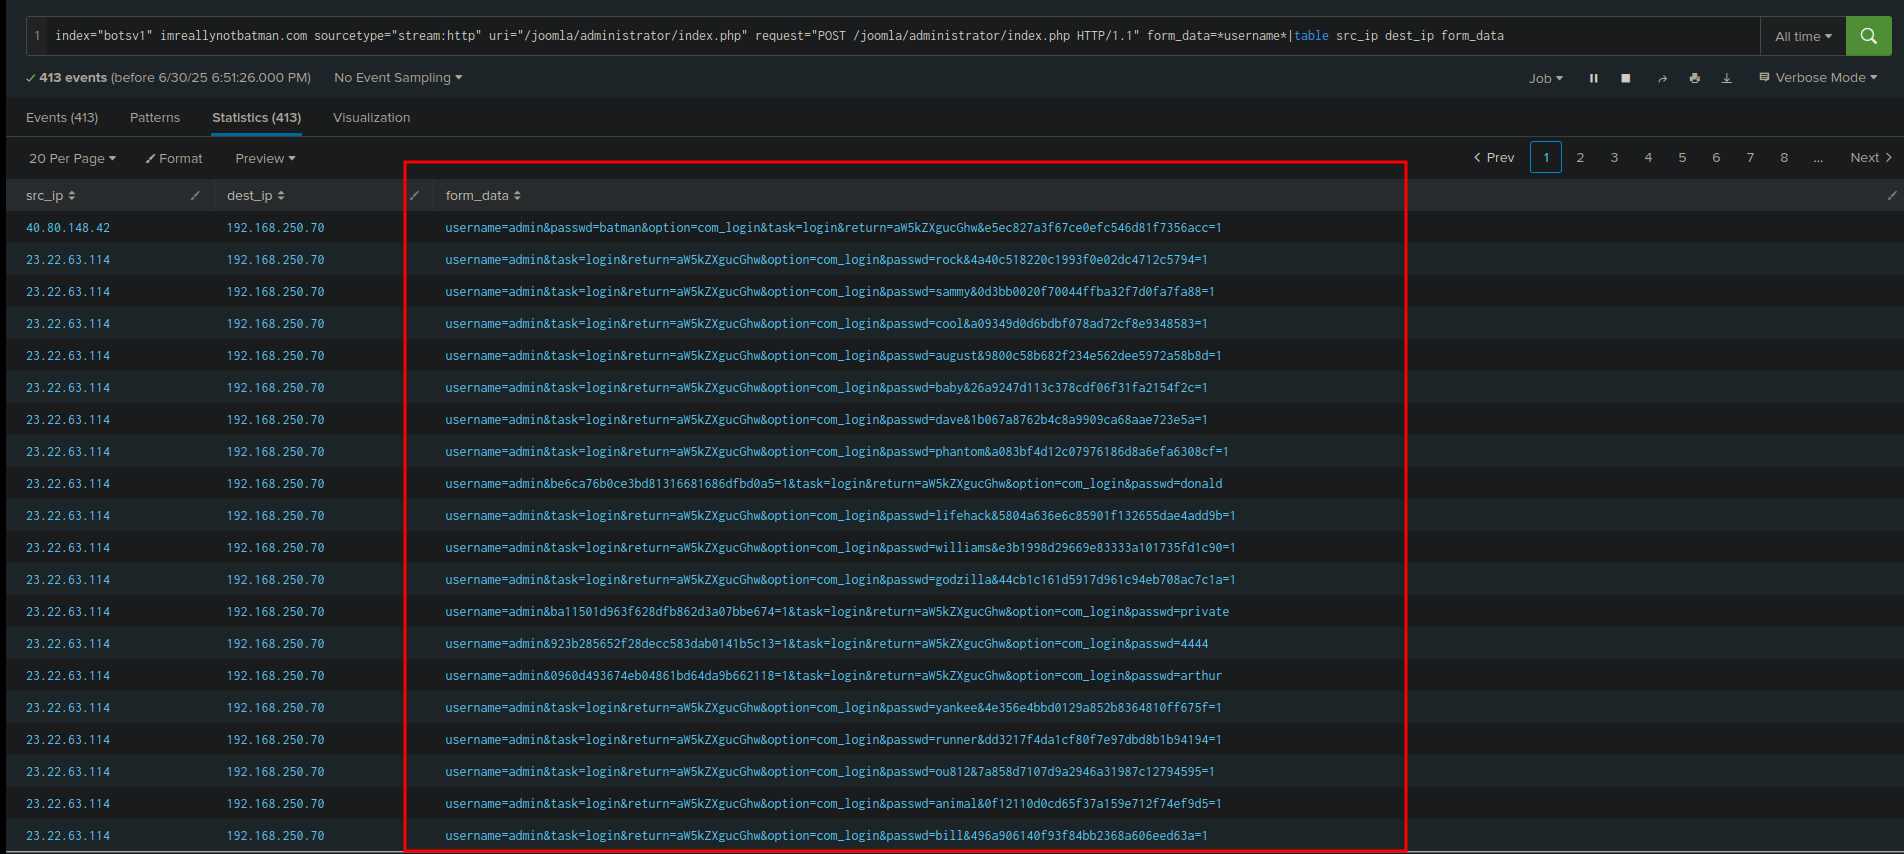 1 index="botsv1" imreallynotbatman.com sourcetype="stream:http" uri="/joomla/administrator/index.php" request="POST /joomla/administrator/index.php HTTP/1.1" form_data=*username*|table src_ip dest_ip form_data All time
413 events (before 6/30/25 6:51:26.000 PM) No Event Sampling Job Verbose Mode
Events (413) Patterns Statistics (413) Visualization
20 Per Page Format Preview Prev 1 2 3 4 5 6 7 8 ... Next
src_ip dest_ip form_data
40.80.148.42 192.168.250.70 username=admin&passwd=batman&option=com_login&task=login&return=aW5kZXgucGhw&e5ec827a3f67ce0efc546d81f7356acc=1
23.22.63.114 192.168.250.70 username=admin&task=login&return=aW5kZXgucGhw&option=com_login&passwd=rock&4a40c518220c1993f0e02dc4712c5794=1
23.22.63.114 192.168.250.70 username=admin&task=login&return=aW5kZXgucGhw&option=com_login&passwd=sammy&0d3bb0020f70044ffba32f7d0fa7fa88=1
23.22.63.114 192.168.250.70 username=admin&task=login&return=aW5kZXgucGhw&option=com_login&passwd=cool&a09349d0d6bdbf078ad72cf8e9348583=1
23.22.63.114 192.168.250.70 username=admin&task=login&return=aW5kZXgucGhw&option=com_login&passwd=august&9800c58b682f234e562dee5972a58b8d=1
23.22.63.114 192.168.250.70 username=admin&task=login&return=aW5kZXgucGhw&option=com_login&passwd=baby&26a9247d113c378cdf06f31fa2154f2c=1
23.22.63.114 192.168.250.70 username=admin&task=login&return=aW5kZXgucGhw&option=com_login&passwd=dave&1b067a8762b4c8a9909ca68aae723e5a=1
23.22.63.114 192.168.250.70 username=admin&task=login&return=aW5kZXgucGhw&option=com_login&passwd=phantom&a083bf4d12c07976186d8a6efa6308cf=1
23.22.63.114 192.168.250.70 username=admin&be6ca76b0ce3bd81316681686dfbd0a5=1&task=login&return=aW5kZXgucGhw&option=com_login&passwd=donald
23.22.63.114 192.168.250.70 username=admin&task=login&return=aW5kZXgucGhw&option=com_login&passwd=lifehack&5804a636e6c85901f132655dae4add9b=1
23.22.63.114 192.168.250.70 username=admin&task=login&return=aW5kZXgucGhw&option=com_login&passwd=williams&e3b1998d29669e83333a101735fd1c90=1
23.22.63.114 192.168.250.70 username=admin&task=login&return=aW5kZXgucGhw&option=com_login&passwd=godzilla&44cb1c161d5917d961c94eb708ac7c1a=1
23.22.63.114 192.168.250.70 username=admin&ba11501d963f628dfb862d3a07bbe674=1&task=login&return=aW5kZXgucGhw&option=com_login&passwd=private
23.22.63.114 192.168.250.70 username=admin&923b285652f28decc583dab0141b5c13=1&task=login&return=aW5kZXgucGhw&option=com_login&passwd=4444
23.22.63.114 192.168.250.70 username=admin&0960d493674eb04861bd64da9b662118=1&task=login&return=aW5kZXgucGhw&option=com_login&passwd=arthur
23.22.63.114 192.168.250.70 username=admin&task=login&return=aW5kZXgucGhw&option=com_login&passwd=yankee&4e356e4bbd0129a852b8364810ff675f=1
23.22.63.114 192.168.250.70 username=admin&task=login&return=aW5kZXgucGhw&option=com_login&passwd=runner&dd3217f4da1cf80f7e97dbd8b1b94194=1
23.22.63.114 192.168.250.70 username=admin&task=login&return=aW5kZXgucGhw&option=com_login&passwd=ou812&7a858d7107d9a2946a31987c12794595=1
23.22.63.114 192.168.250.70 username=admin&task=login&return=aW5kZXgucGhw&option=com_login&passwd=animal&0f12110d0cd65f37a159e712f74ef9d5=1
23.22.63.114 192.168.250.70 username=admin&task=login&return=aW5kZXgucGhw&option=com_login&passwd=bill&496a906140f93f84bb2368a606eed63a=1